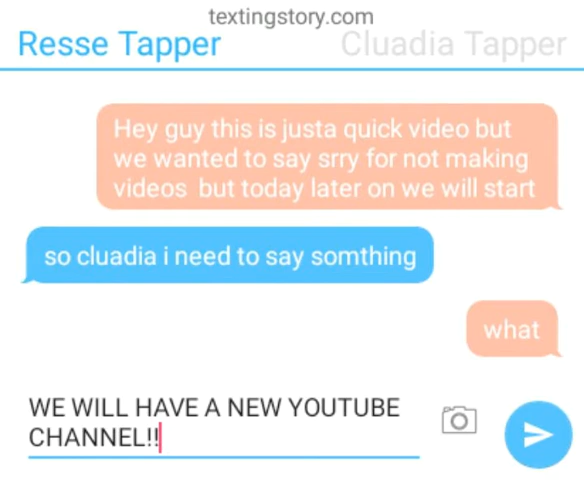 textingstory.com
Resse Tapper
Cluadia Tapper
Hey guy this is justa quick video but
we wanted to say srry for not making
videos but today later on we will start
so cluadia i need to say somthing
what
WE WILL HAVE A NEW YOUTUBE
CHANNEL!!